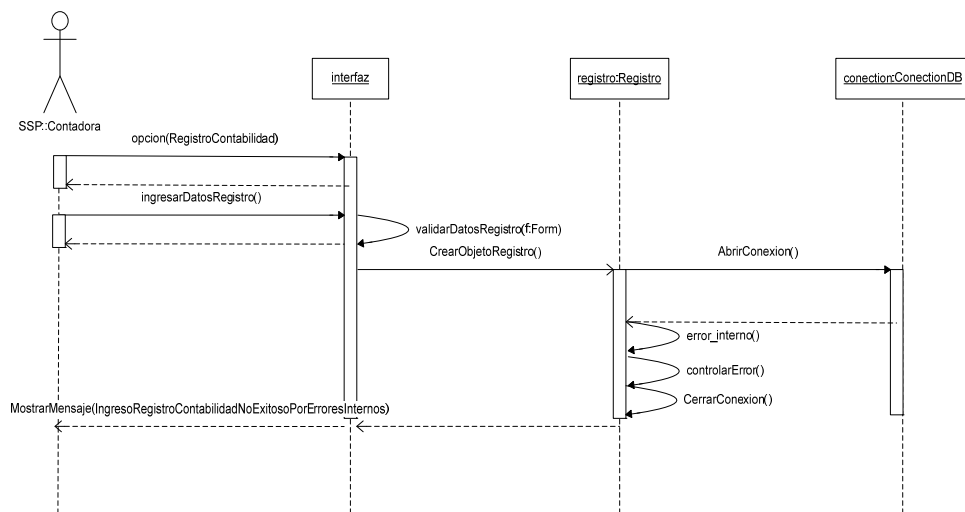 interfaz
registro:Registro
conection:ConectionDB
SSP::Contadora
opcion(RegistroContabilidad)
ingresarDatosRegistro()
validarDatosRegistro(f:Form)
CrearObjetoRegistro()
AbrirConexion()
error_interno()
controlarError()
CerrarConexion()
MostrarMensaje(IngresoRegistroContabilidadNoExitosoPorErroresInternos)